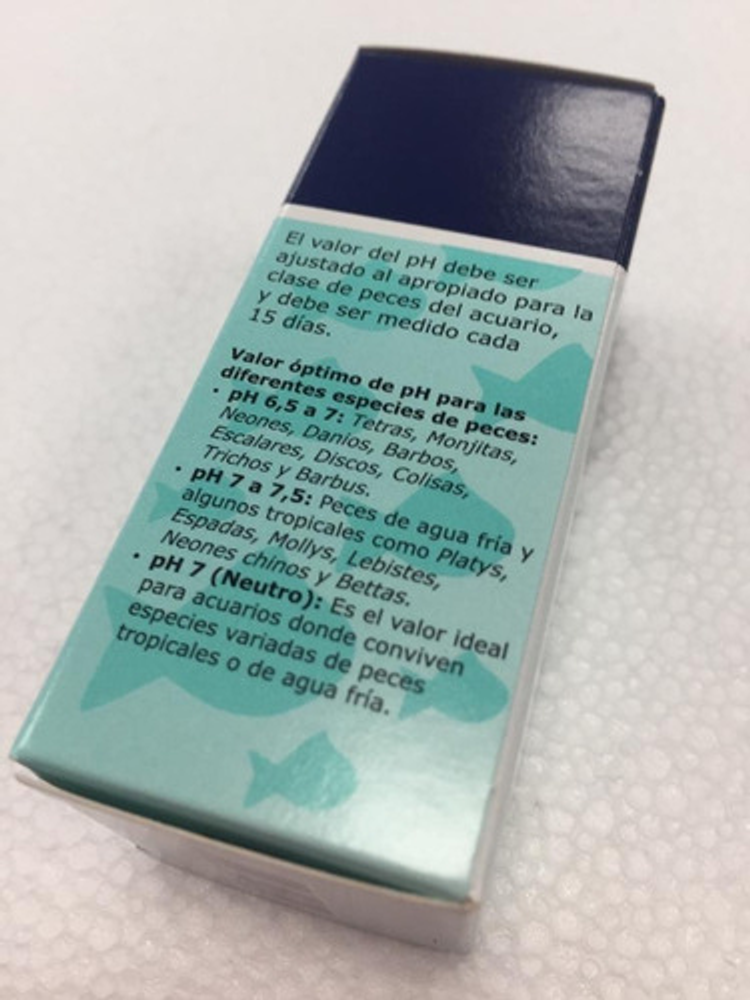 El valor del pH debe ser
ajustado al apropiado para la
clase de peces del acuario,
y debe ser medido cada
15 días.
Valor óptimo de pH para las
diferentes especies de peces:
• pH 6,5 a 7: Tetras, Monjitas,
Neones, Danios, Barbos,
Escalares, Discos, Colisas,
Trichos y Barbus.
• pH 7 a 7,5: Peces de agua fría y
algunos tropicales como Platys,
Espadas, Mollys, Lebistes,
Neones chinos y Bettas.
• pH 7 (Neutro): Es el valor ideal
para acuarios donde conviven
especies variadas de peces
tropicales o de agua fría.